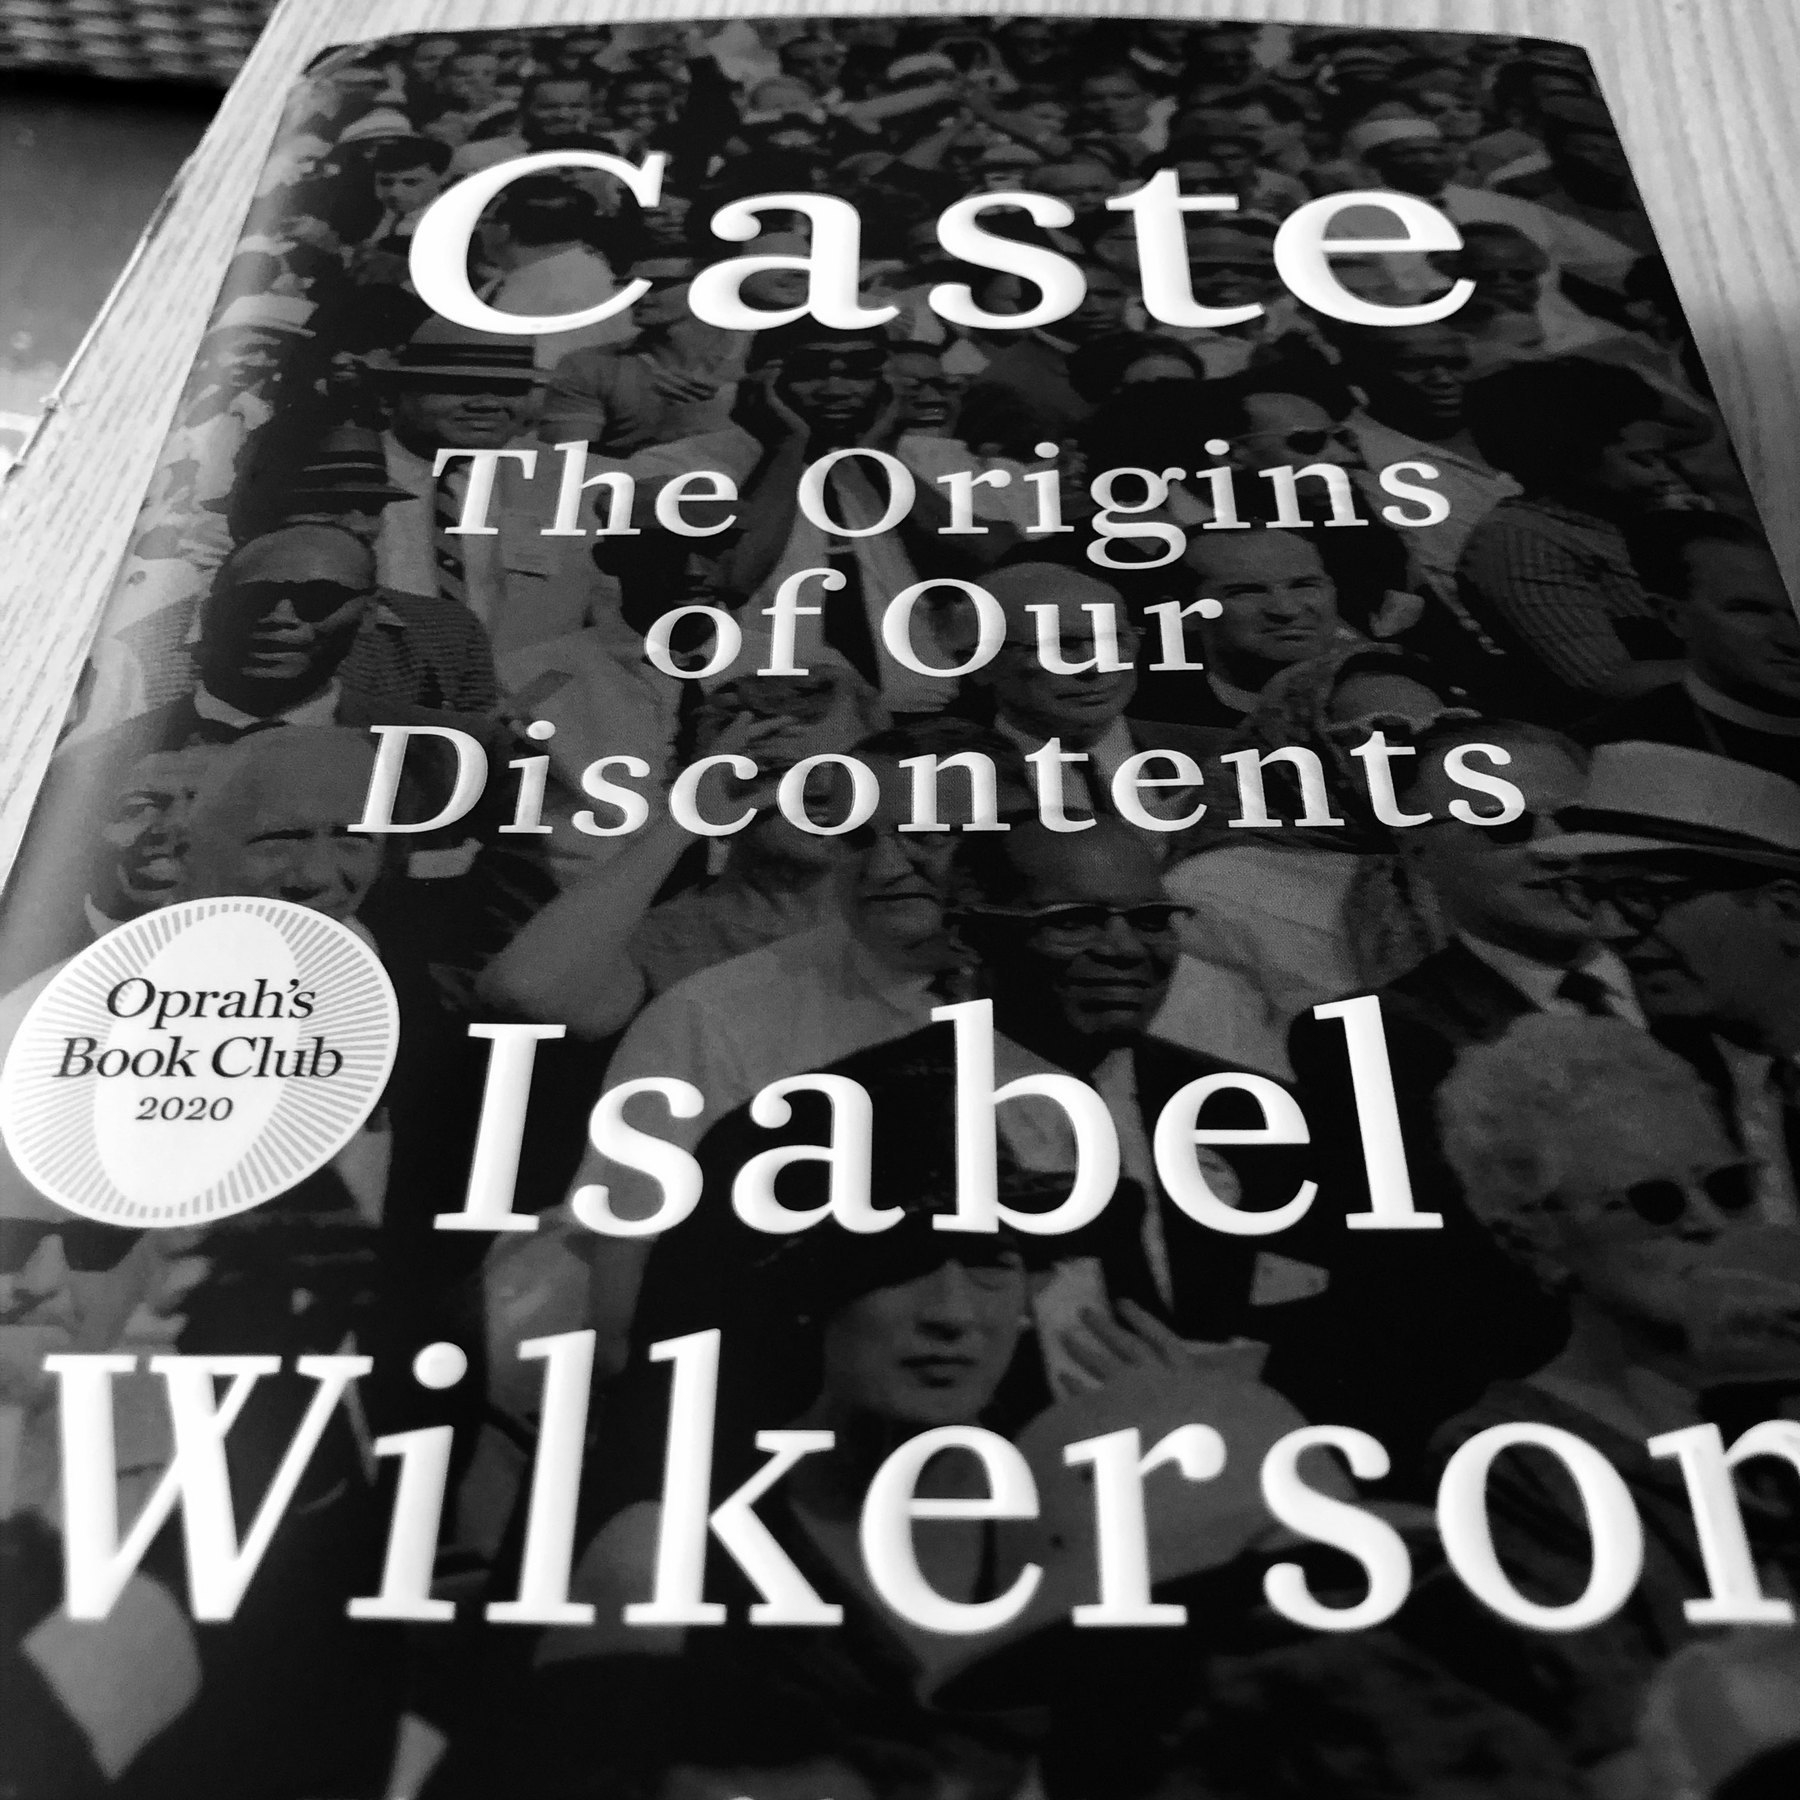 Caste
The Origins
of Our
Discontents
Oprah's
Book Club
2020
Isabel
Wilkerson